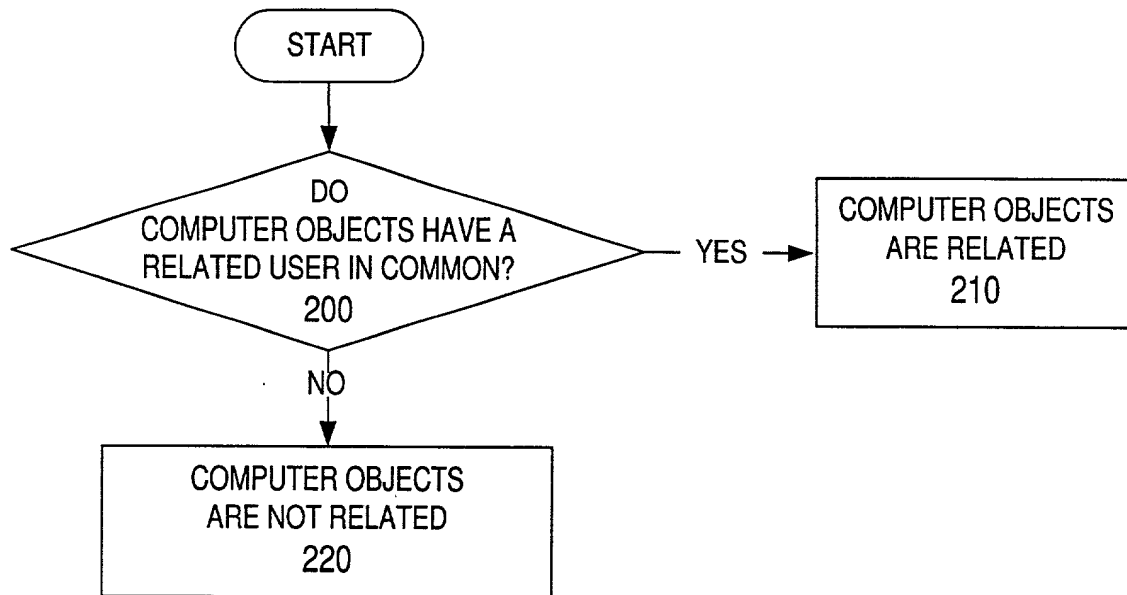 START
DO
COMPUTER OBJECTS HAVE A
RELATED USER IN COMMON?
200
YES
COMPUTER OBJECTS
ARE RELATED
210
NO
COMPUTER OBJECTS
ARE NOT RELATED
220